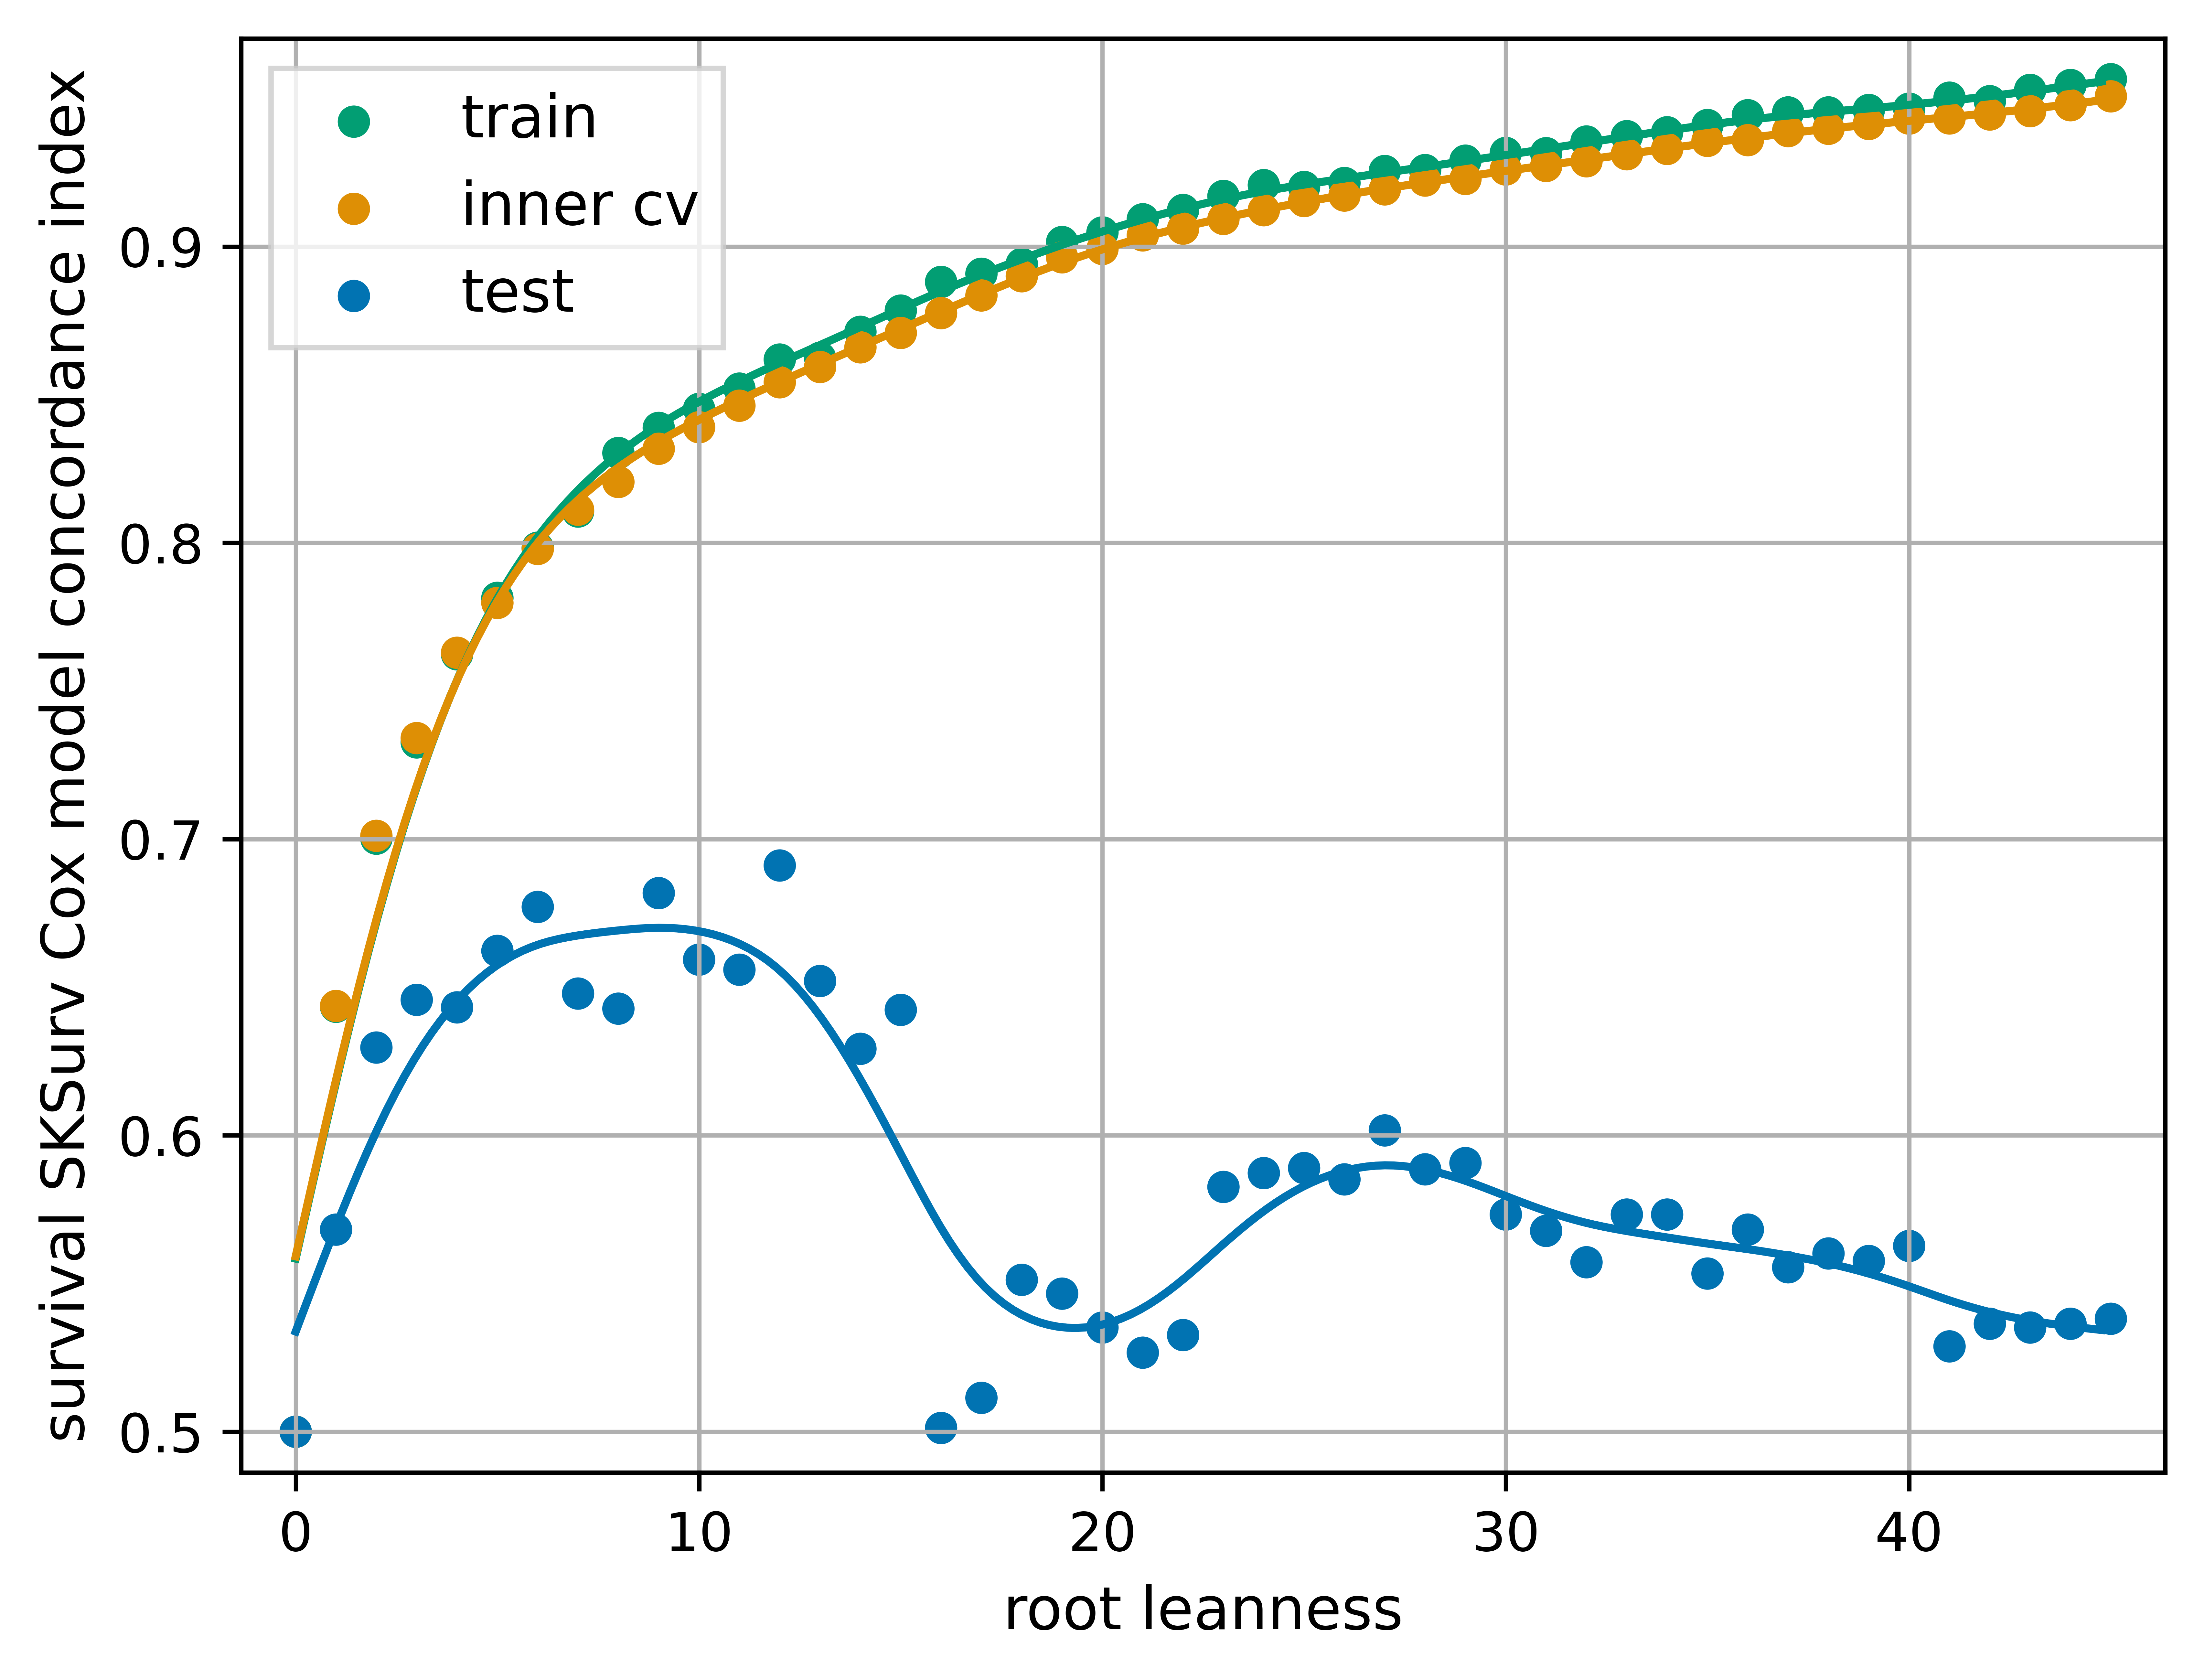 survival SKSurv Cox model concordance index
train
inner cv
test
0.9
0.8
0.7
0.6
0.5
0 10 20 30 40
root leanness